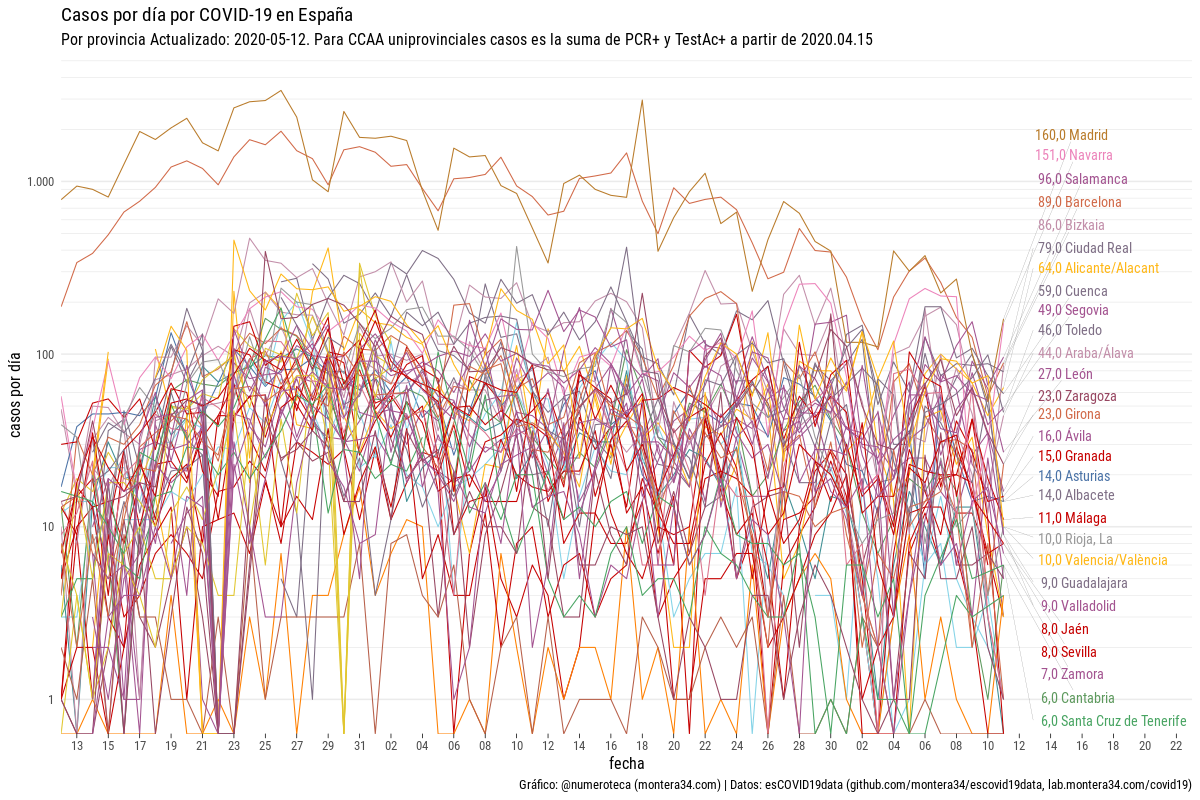 Casos por día por COVID-19 en España
Por provincia Actualizado: 2020-05-12. Para CCAA uniprovinciales casos es la suma de PCR+ y TestAc+ a partir de 2020.04.15
casos por día
1.000
100
10
1
160,0 Madrid
151,0 Navarra
96,0 Salamanca
89,0 Barcelona
86,0 Bizkaia
79,0 Ciudad Real
64,0 Alicante/Alacant
59,0 Cuenca
49,0 Segovia
46,0 Toledo
44,0 Araba/Álava
27,0 León
23,0 Zaragoza
23,0 Girona
16,0 Ávila
15,0 Granada
14,0 Asturias
14,0 Albacete
11,0 Málaga
10,0 Rioja, La
10,0 Valencia/València
9,0 Guadalajara
9,0 Valladolid
8,0 Jaén
8,0 Sevilla
7,0 Zamora
6,0 Cantabria
6,0 Santa Cruz de Tenerife
13 15 17 19 21 23 25 27 29 31 02 04 06 08 10 12 14 16 18 20 22 24 26 28 30 02 04 06 08 10 12 14 16 18 20 22
fecha
Gráfico: @numeroteca (montera34.com) | Datos: esCOVID19data (github.com/montera34/escovid19data, lab.montera34.com/covid19)